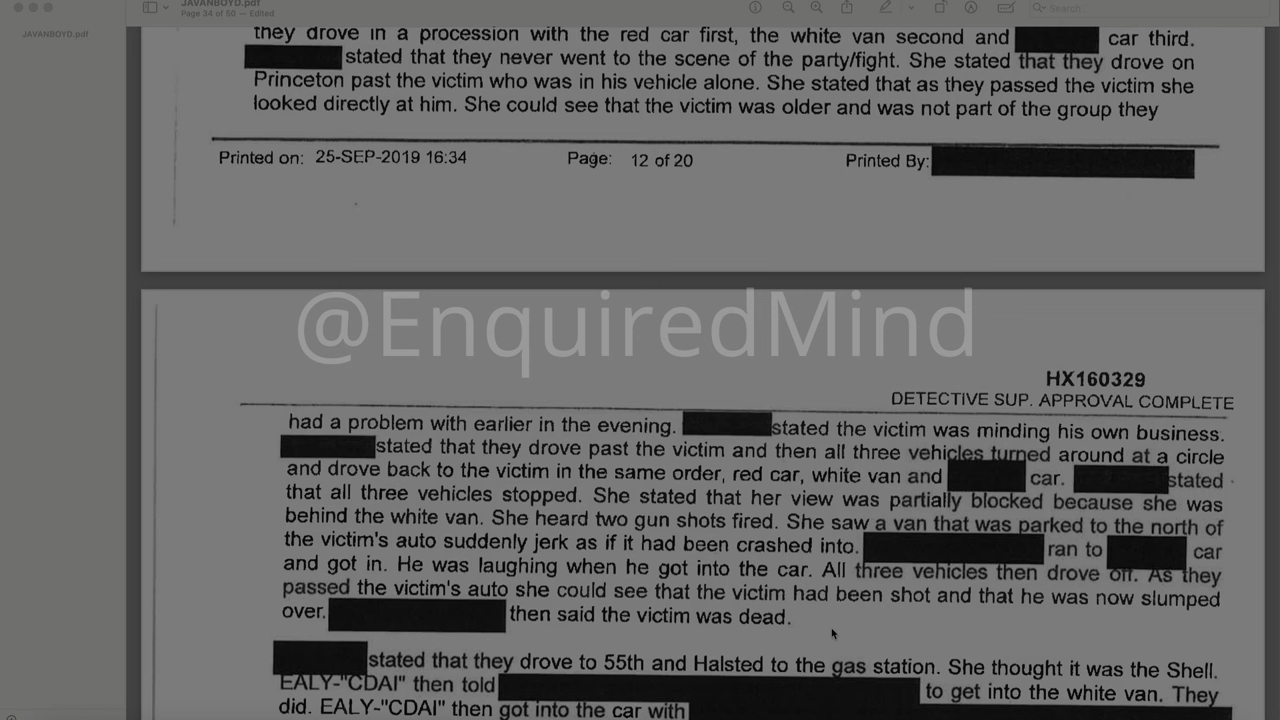 JAVANBOYD.pdf
Page 34 of 50 — Edited
Search
JAVANBOYD.pdf
they drove in a procession with the red car first, the white van second and car third.
stated that they never went to the scene of the party/fight. She stated that they drove on
Princeton past the victim who was in his vehicle alone. She stated that as they passed the victim she
looked directly at him. She could see that the victim was older and was not part of the group they
Printed on: 25-SEP-2019 16:34 Page: 12 of 20 Printed By:
@EnquiredMind
HX160329
DETECTIVE SUP. APPROVAL COMPLETE
had a problem with earlier in the evening. stated the victim was minding his own business.
stated that they drove past the victim and then all three vehicles turned around at a circle
and drove back to the victim in the same order, red car, white van and car. stated
that all three vehicles stopped. She stated that her view was partially blocked because she was
behind the white van. She heard two gun shots fired. She saw a van that was parked to the north of
the victim's auto suddenly jerk as if it had been crashed into. ran to car
and got in. He was laughing when he got into the car. All three vehicles then drove off. As they
passed the victim's auto she could see that the victim had been shot and that he was now slumped
over. then said the victim was dead.
stated that they drove to 55th and Halsted to the gas station. She thought it was the Shell.
EALY-"CDAI" then told to get into the white van. They
did. EALY-"CDAI" then got into the car with